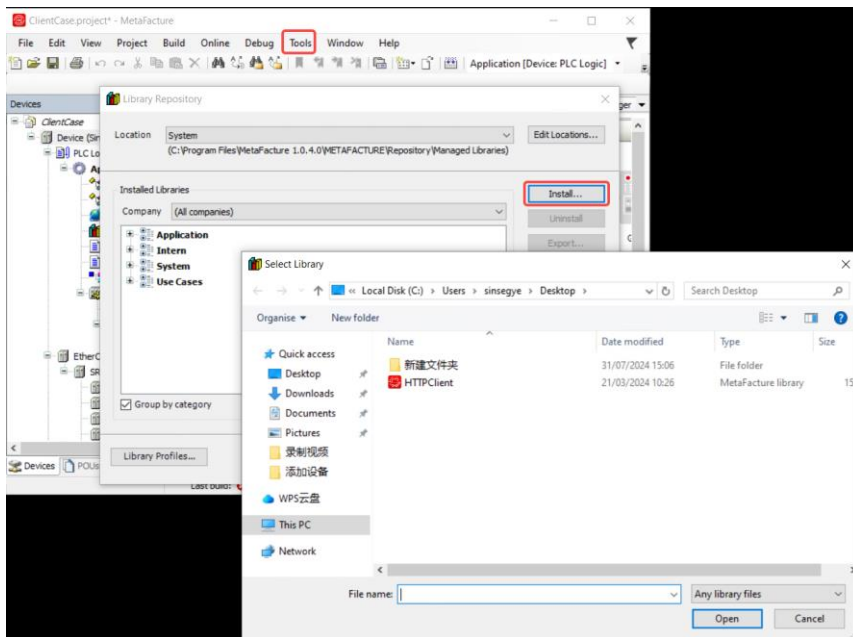 ClientCase.project* - MetaFacture
File Edit View Project Build Online Debug Tools Window Help
Application [Device: PLC Logic]
Devices
ClientCase
Device (Sin
PLC Lo
EtherC
SR
Devices POUs
Last build:
Library Repository
Location System Edit Locations...
(C:\Program Files\MetaFacture 1.0.4.0\METAFACTURE\Repository\Managed Libraries)
Installed Libraries
Install...
Company (All companies)
Uninstall
Application
Export...
Intern
System
Use Cases
Group by category
Library Profiles...
Select Library
« Local Disk (C:) › Users › sinsegye › Desktop ›
Search Desktop
Organise New folder
Name Date modified Type Size
Quick access
新建文件夹 31/07/2024 15:06 File folder
Desktop
HTTPClient 21/03/2024 10:26 MetaFacture library 15
Downloads
Documents
Pictures
录制视频
添加设备
WPS云盘
This PC
Network
File name: Any library files
Open Cancel